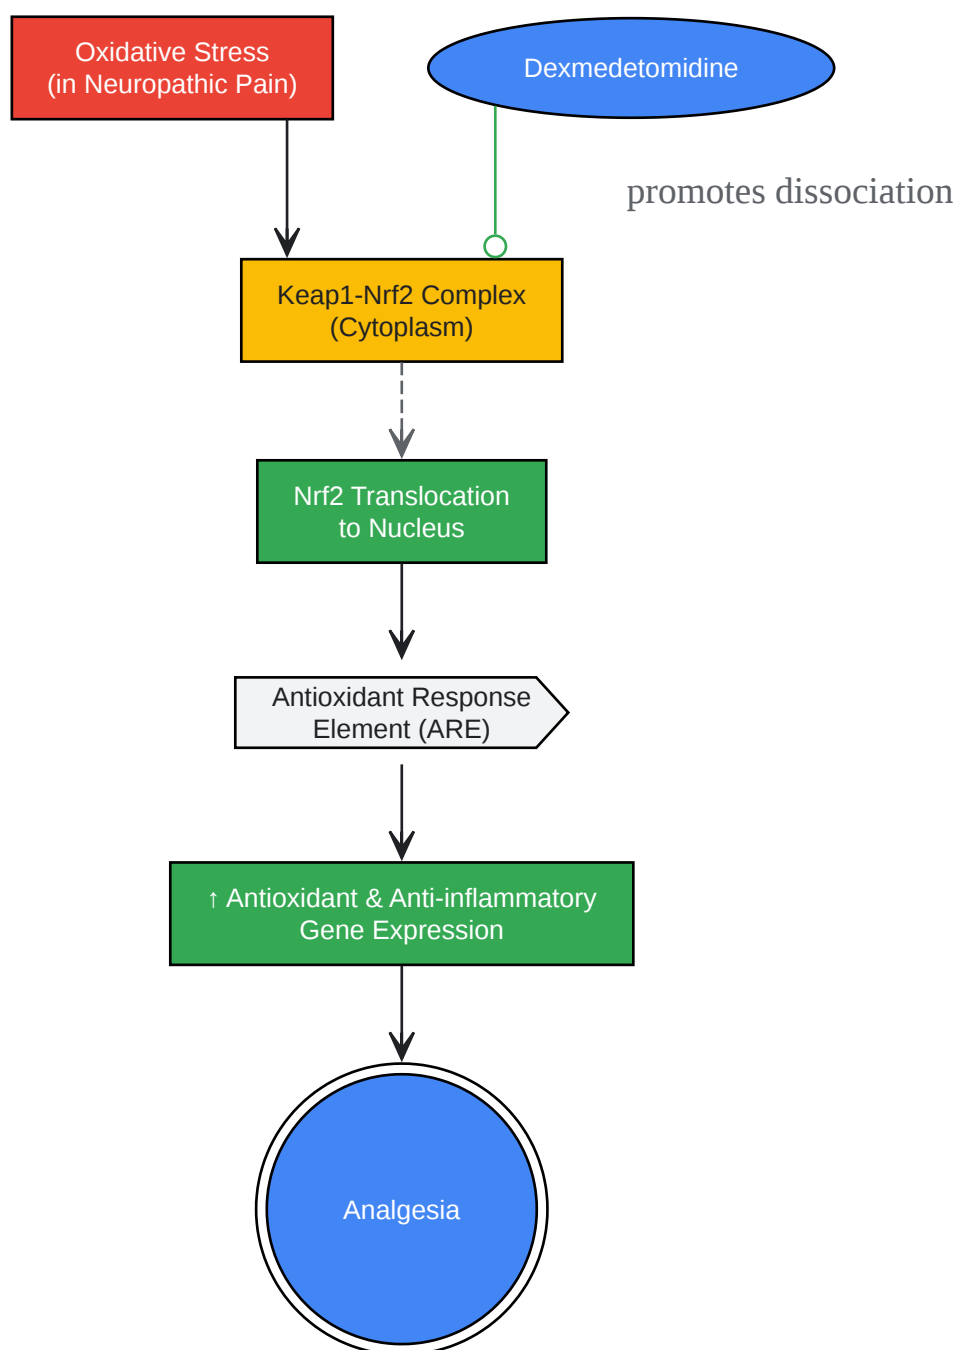 Oxidative Stress
(in Neuropathic Pain)
Dexmedetomidine
promotes dissociation
Keap1-Nrf2 Complex
(Cytoplasm)
Nrf2 Translocation
to Nucleus
Antioxidant Response
Element (ARE)
↑ Antioxidant & Anti-inflammatory
Gene Expression
Analgesia